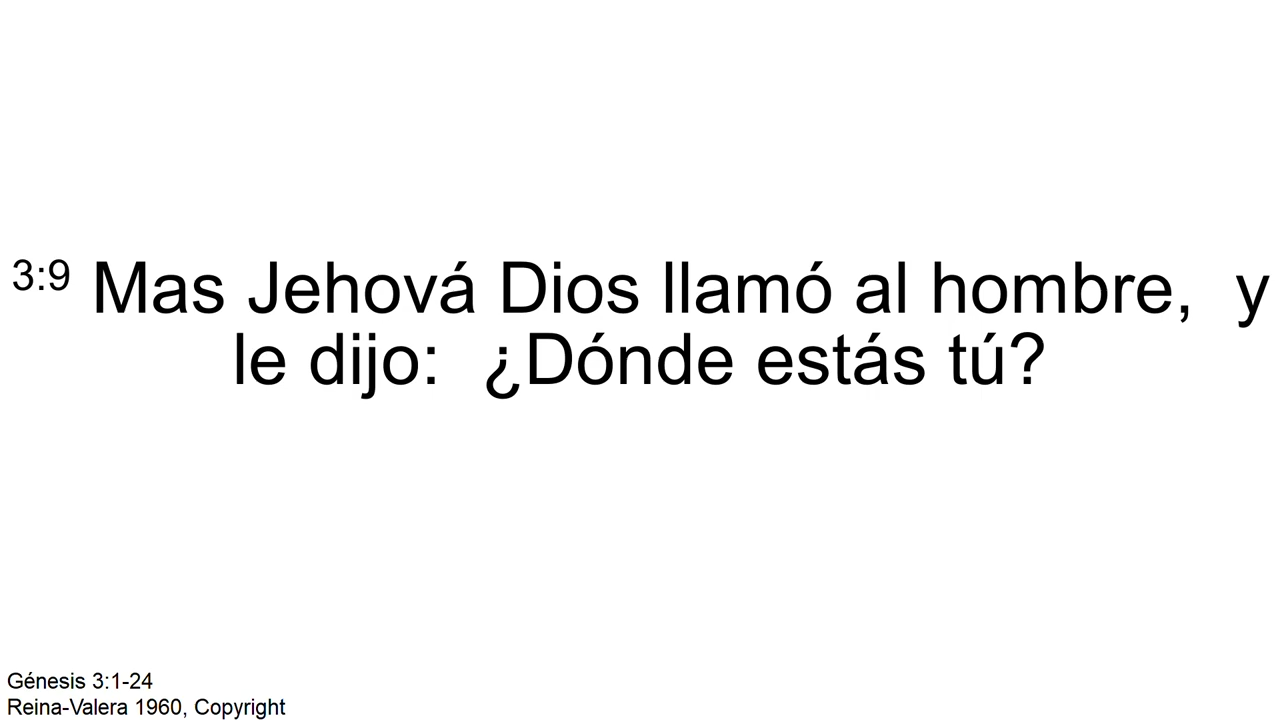 3:9 Mas Jehová Dios llamó al hombre,  y
le dijo:  ¿Dónde estás tú?
Génesis 3:1-24
Reina-Valera 1960, Copyright